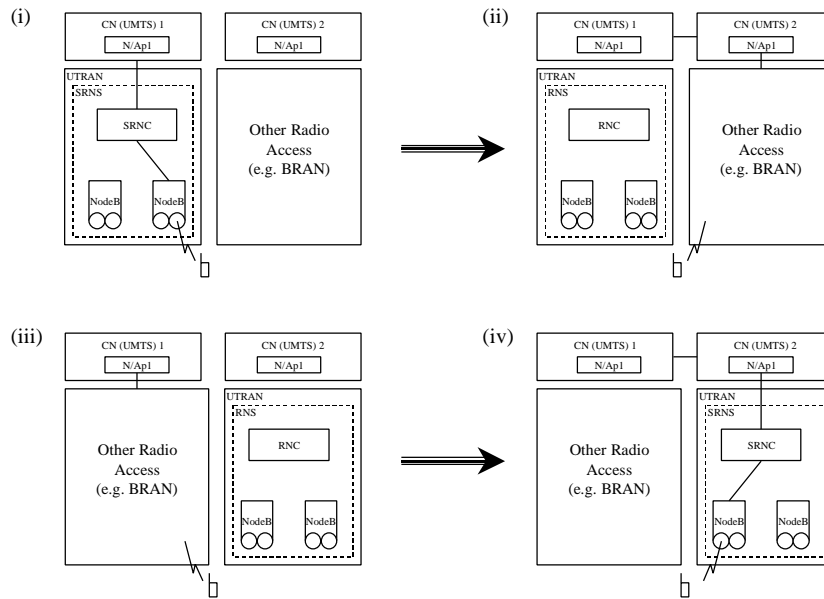 (i)
CN (UMTS) 1
N/Ap1
CN (UMTS) 2
N/Ap1
UTRAN
SRNS
SRNC
NodeB
NodeB
Other Radio
Access
(e.g. BRAN)
(ii)
CN (UMTS) 1
N/Ap1
CN (UMTS) 2
N/Ap1
UTRAN
RNS
RNC
NodeB
NodeB
Other Radio
Access
(e.g. BRAN)
(iii)
CN (UMTS) 1
N/Ap1
CN (UMTS) 2
N/Ap1
Other Radio
Access
(e.g. BRAN)
UTRAN
RNS
RNC
NodeB
NodeB
(iv)
CN (UMTS) 1
N/Ap1
CN (UMTS) 2
N/Ap1
Other Radio
Access
(e.g. BRAN)
UTRAN
SRNS
SRNC
NodeB
NodeB